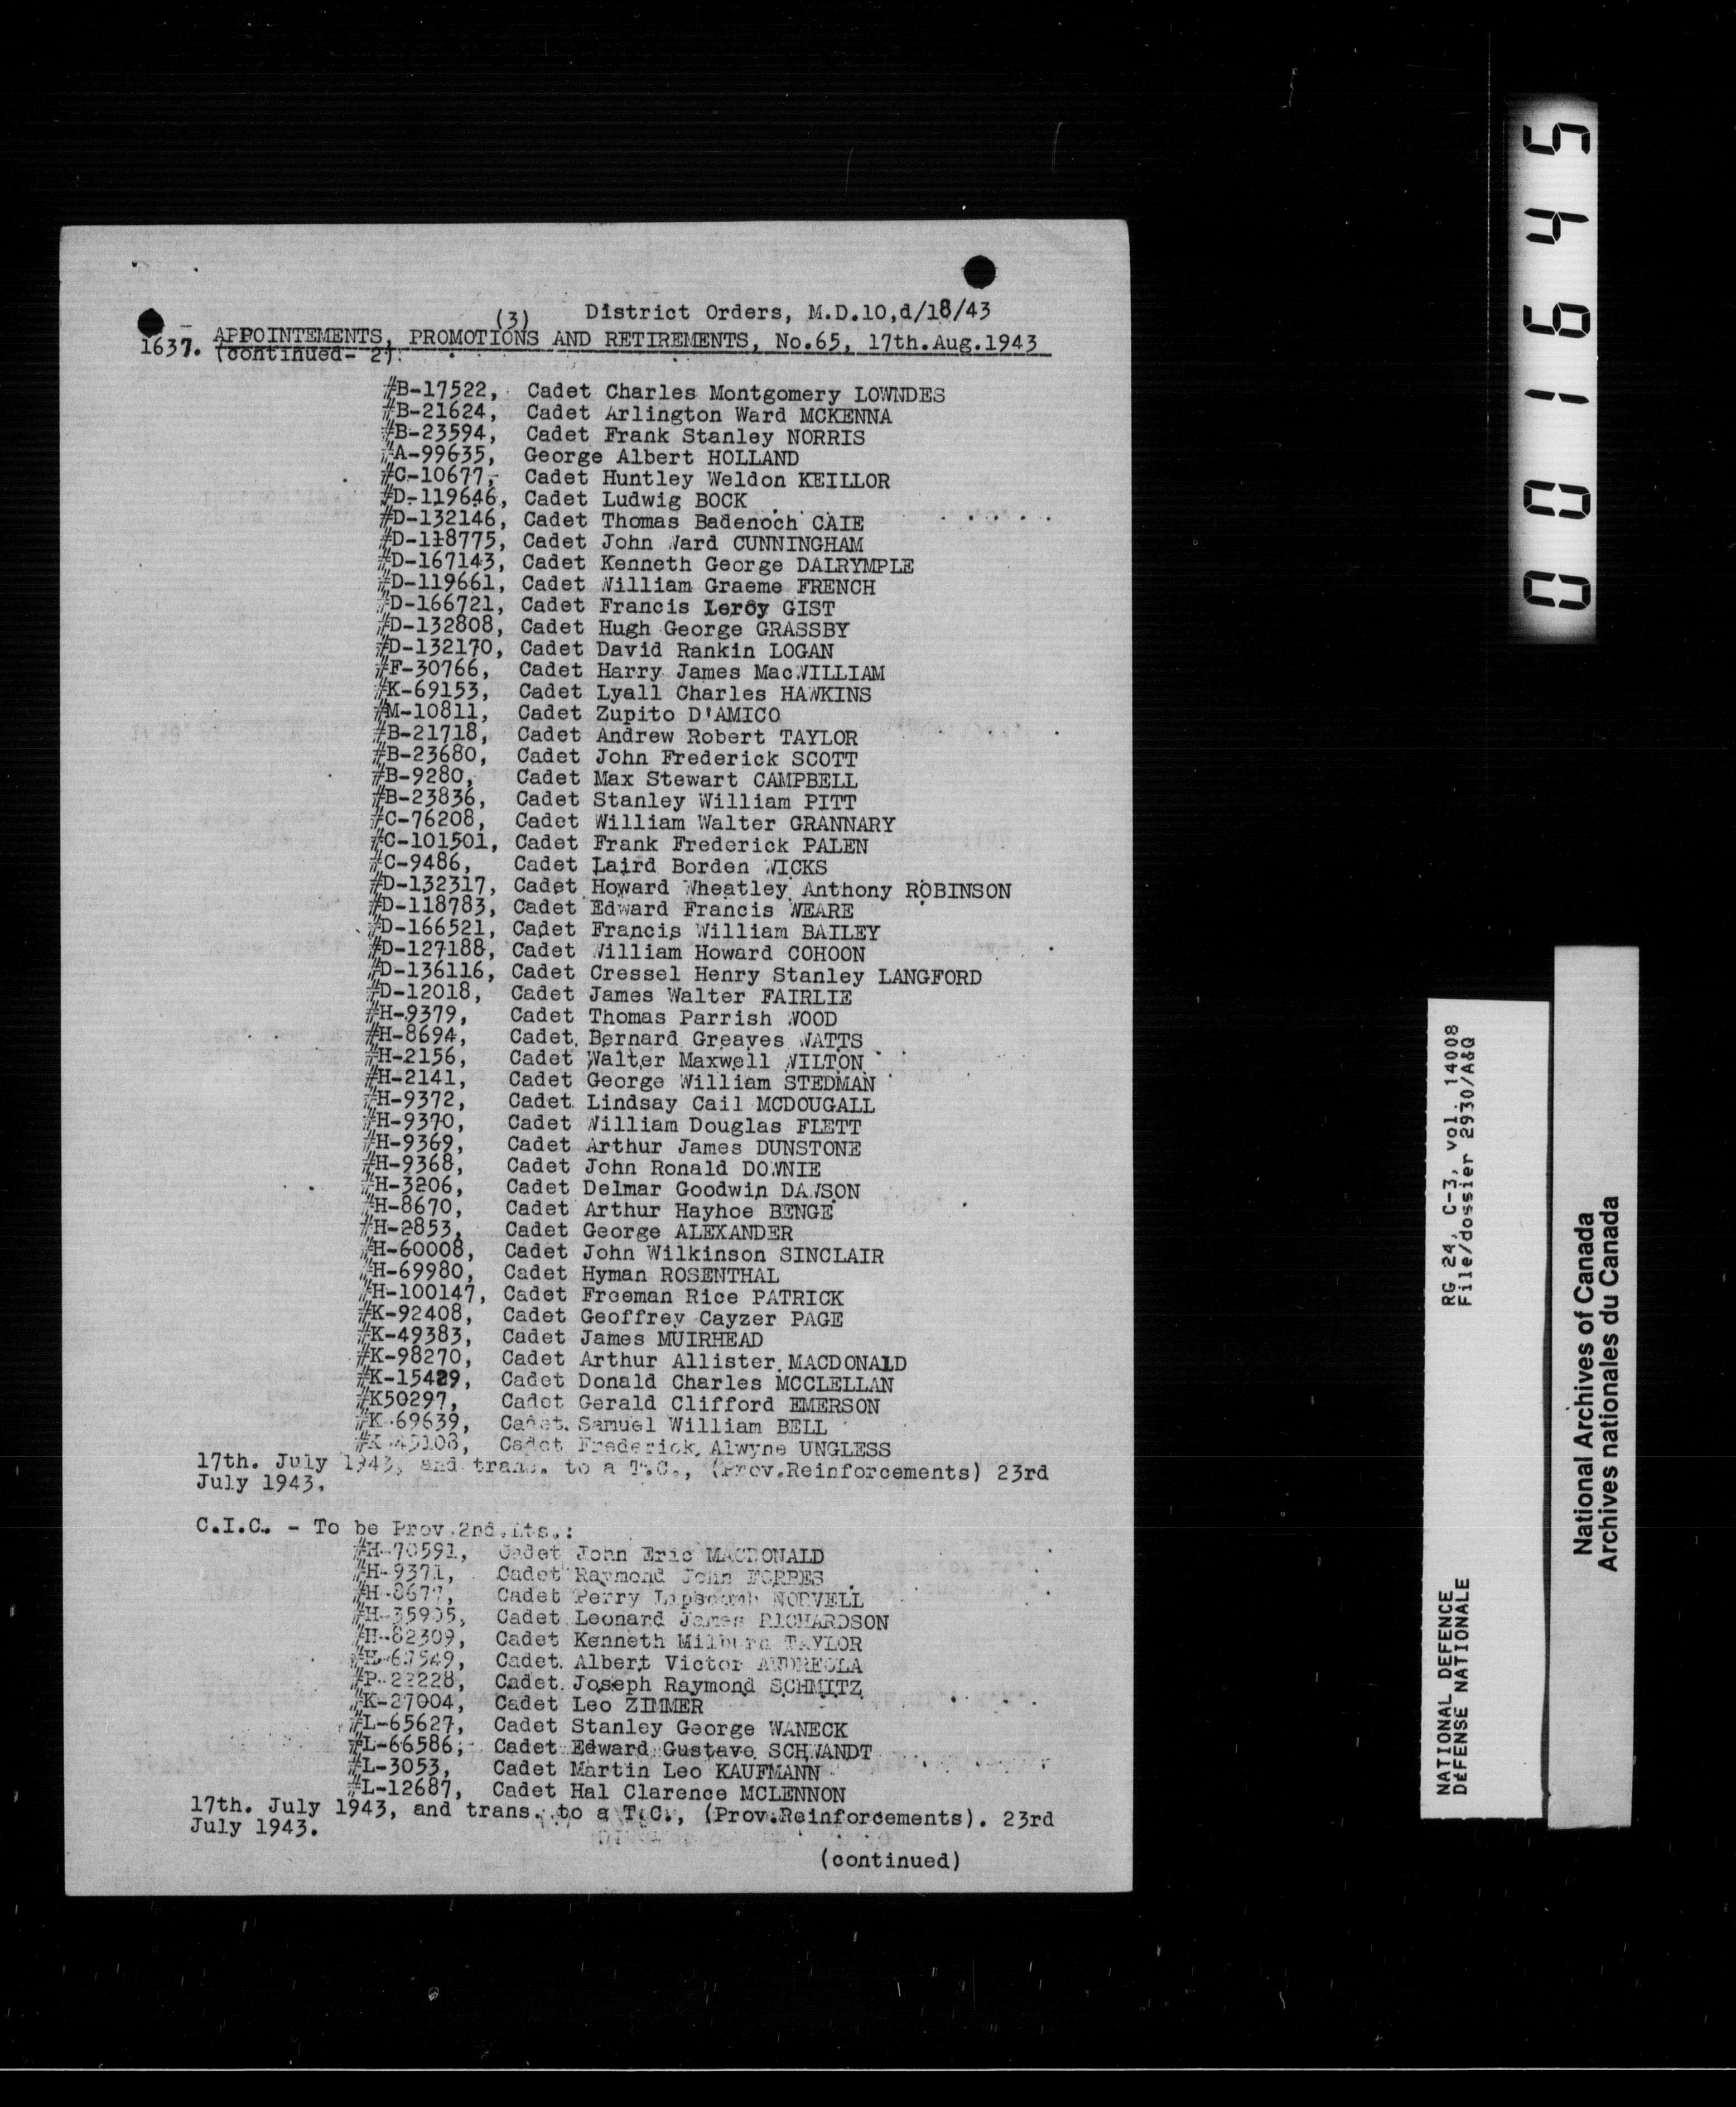 (3) District Orders, M.D.10,d/18/43
1637. APPOINTEMENTS, PROMOTIONS AND RETIREMENTS, No.65, 17th.Aug.1943
(continued- 2):
#B-17522, Cadet Charles Montgomery LOWNDES
#B-21624, Cadet Arlington Ward MCKENNA
#B-23594, Cadet Frank Stanley NORRIS
#A-99635, George Albert HOLLAND
#C-10677, Cadet Huntley Weldon KEILLOR
#D-119646, Cadet Ludwig BOCK
#D-132146, Cadet Thomas Badenoch CAIE
#D-118775, Cadet John Ward CUNNINGHAM
#D-167143, Cadet Kenneth George DALRYMPLE
#D-119661, Cadet William Graeme FRENCH
#D-166721, Cadet Francis Leroy GIST
#D-132808, Cadet Hugh George GRASSBY
#D-132170, Cadet David Rankin LOGAN
#F-30766, Cadet Harry James MacWILLIAM
#K-69153, Cadet Lyall Charles HAWKINS
#M-10811, Cadet Zupito D'AMICO
#B-21718, Cadet Andrew Robert TAYLOR
#B-23680, Cadet John Frederick SCOTT
#B-9280, Cadet Max Stewart CAMPBELL
#B-23836, Cadet Stanley William PITT
#C-76208, Cadet William Walter GRANNARY
#C-101501, Cadet Frank Frederick PALEN
#C-9486, Cadet Laird Borden WICKS
#D-132317, Cadet Howard Wheatley Anthony ROBINSON
#D-118783, Cadet Edward Francis WEARE
#D-166521, Cadet Francis William BAILEY
#D-127188, Cadet William Howard COHOON
#D-136116, Cadet Cressel Henry Stanley LANGFORD
#D-12018, Cadet James Walter FAIRLIE
#H-9379, Cadet Thomas Parrish WOOD
#H-8694, Cadet Bernard Greaves WATTS
#H-2156, Cadet Walter Maxwell WILTON
#H-2141, Cadet George William STEDMAN
#H-9372, Cadet Lindsay Cail MCDOUGALL
#H-9370, Cadet William Douglas FLETT
#H-9369, Cadet Arthur James DUNSTONE
#H-9368, Cadet John Ronald DOWNIE
#H-3206, Cadet Delmar Goodwin DAWSON
#H-8670, Cadet Arthur Hayhoe BENGE
#H-2853, Cadet George ALEXANDER
#H-60008, Cadet John Wilkinson SINCLAIR
#H-69980, Cadet Hyman ROSENTHAL
#H-100147, Cadet Freeman Rice PATRICK
#K-92408, Cadet Geoffrey Cayzer PAGE
#K-49383, Cadet James MUIRHEAD
#K-98270, Cadet Arthur Allister MACDONALD
#K-15429, Cadet Donald Charles MCCLELLAN
#K50297, Cadet Gerald Clifford EMERSON
#K-69639, Cadet Samuel William BELL
Cadet Frederick Alwyne UNGLESS
17th. July 1943, and trans. to a T.C., (Prov.Reinforcements) 23rd
July 1943.
C.I.C. - To be Prov.2nd.Lts.:
#H-70591, Cadet John Eric MACDONALD
#H-9371, Cadet Raymond John FORBES
#H-8677, Cadet Perry Lipscomb NORVELL
#H-35905, Cadet Leonard James RICHARDSON
#H-82309, Cadet Kenneth Milburn TAYLOR
Cadet Albert Victor ANDREOLA
#P-22228, Cadet Joseph Raymond SCHMITZ
#K-27004, Cadet Leo ZIMMER
#L-65627, Cadet Stanley George WANECK
#L-66586, Cadet Edward Gustave SCHWANDT
#L-3053, Cadet Martin Leo KAUFMANN
#L-12687, Cadet Hal Clarence MCLENNON
17th. July 1943, and trans. to a T.C., (Prov.Reinforcements). 23rd
July 1943.
(continued)
001645
NATIONAL DEFENCE RG 24, C-3, vol. 14008
DÉFENSE NATIONALE File/dossier 2930/A&Q
National Archives of Canada
Archives nationales du Canada